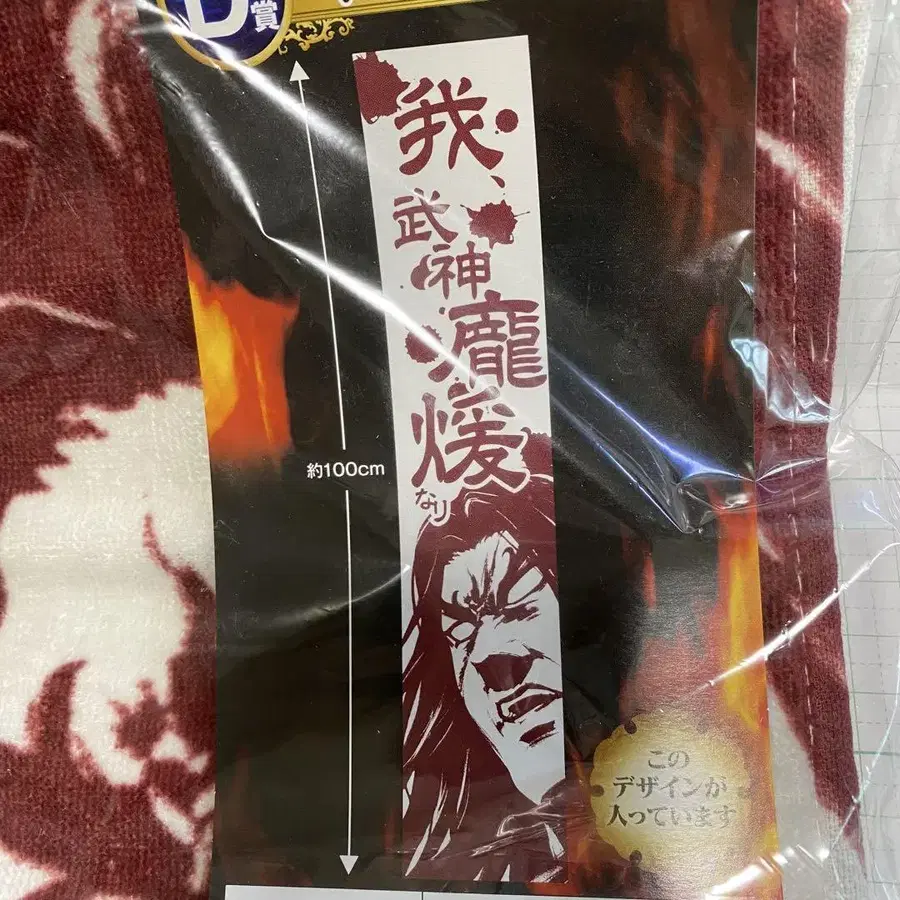 D賞
我、
武神
龐煖
なり
約100cm
この
デザインが
入っています